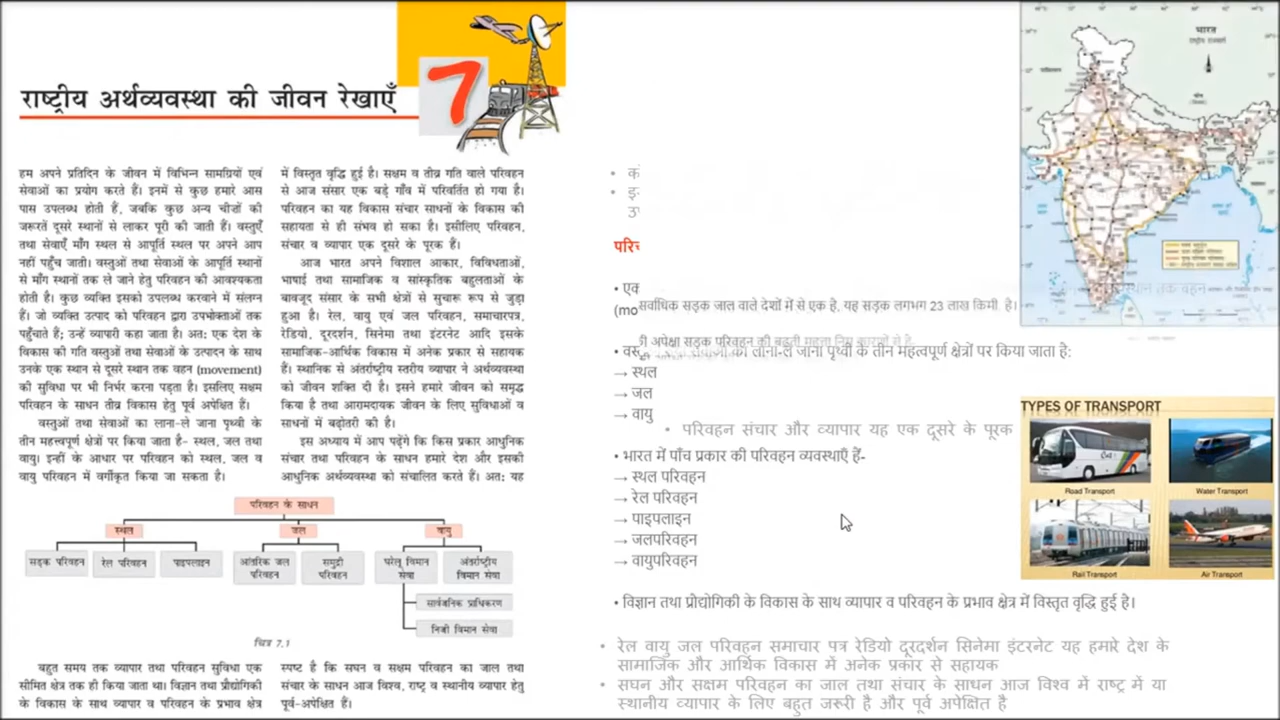 7
राष्ट्रीय अर्थव्यवस्था की जीवन रेखाएँ
हम अपने प्रतिदिन के जीवन में विभिन्न सामग्रियों एवं
सेवाओं का प्रयोग करते हैं। इनमें से कुछ हमारे आस
पास उपलब्ध होती हैं, जबकि कुछ अन्य चीजों की
जरूरतें दूसरे स्थानों से लाकर पूरी की जाती हैं। वस्तुएँ
तथा सेवाएँ माँग स्थल से आपूर्ति स्थल पर अपने आप
नहीं पहुँच जाती। वस्तुओं तथा सेवाओं के आपूर्ति स्थानों
से माँग स्थानों तक ले जाने हेतु परिवहन की आवश्यकता
होती है। कुछ व्यक्ति इसको उपलब्ध करवाने में संलग्न
हैं। जो व्यक्ति उत्पाद को परिवहन द्वारा उपभोक्ताओं तक
पहुँचाते है; उन्हें व्यापारी कहा जाता है। अत: एक देश के
विकास की गति वस्तुओं तथा सेवाओं के उत्पादन के साथ
उनके एक स्थान से दूसरे स्थान तक वहन (movement)
की सुविधा पर भी निर्भर करना पड़ता है। इसलिए सक्षम
परिवहन के साधन तीव्र विकास हेतु पूर्व अपेक्षित हैं।
वस्तुओं तथा सेवाओं का लाना-ले जाना पृथ्वी के
तीन महत्त्वपूर्ण क्षेत्रों पर किया जाता है- स्थल, जल तथा
वायु। इन्हीं के आधार पर परिवहन को स्थल, जल व
वायु परिवहन में वर्गीकृत किया जा सकता है।
में विस्तृत वृद्धि हुई है। सक्षम व तीव्र गति वाले परिवहन
से आज संसार एक बड़े गाँव में परिवर्तित हो गया है।
परिवहन का यह विकास संचार साधनों के विकास की
सहायता से ही संभव हो सका है। इसीलिए परिवहन,
संचार व व्यापार एक दूसरे के पूरक हैं।
आज भारत अपने विशाल आकार, विविधताओं,
भाषाई तथा सामाजिक व सांस्कृतिक बहुलताओं के
बावजूद संसार के सभी क्षेत्रों से सुचारू रूप से जुड़ा
हुआ है। रेल, वायु एवं जल परिवहन, समाचारपत्र,
रेडियो, दूरदर्शन, सिनेमा तथा इंटरनेट आदि इसके
सामाजिक-आर्थिक विकास में अनेक प्रकार से सहायक
हैं। स्थानिक से अंतर्राष्ट्रीय स्तरीय व्यापार ने अर्थव्यवस्था
को जीवन शक्ति दी है। इसने हमारे जीवन को समृद्ध
किया है तथा आरामदायक जीवन के लिए सुविधाओं व
साधनों में बढ़ोतरी की है।
इस अध्याय में आप पढ़ेंगे कि किस प्रकार आधुनिक
संचार तथा परिवहन के साधन हमारे देश और इसकी
आधुनिक अर्थव्यवस्था को संचालित करते हैं। अत: यह
परिवहन के साधन
स्थल जल वायु
सड़क परिवहन रेल परिवहन पाइपलाइन आंतरिक जल परिवहन समुद्री परिवहन घरेलू विमान सेवा अंतर्राष्ट्रीय विमान सेवा
सार्वजनिक प्राधिकरण
निजी विमान सेवा
चित्र 7.1
बहुत समय तक व्यापार तथा परिवहन सुविधा एक
सीमित क्षेत्र तक ही किया जाता था। विज्ञान तथा प्रौद्योगिकी
के विकास के साथ व्यापार व परिवहन के प्रभाव क्षेत्र
स्पष्ट है कि सघन व सक्षम परिवहन का जाल तथा
संचार के साधन आज विश्व, राष्ट्र व स्थानीय व्यापार हेतु
पूर्व-अपेक्षित हैं।
• एक
सर्वाधिक सड़क जाल वाले देशों में से एक है, यह सड़क लगभग 23 लाख किमी. है।
की अपेक्षा सड़क परिवहन की बढ़ती महत्ता निम्न कारणों से है
• वस्तु सेवाओं का लाना-ले जाना पृथ्वी के तीन महत्वपूर्ण क्षेत्रों पर किया जाता है:
→ स्थल
→ जल
→ वायु
• परिवहन संचार और व्यापार यह एक दूसरे के पूरक
• भारत में पाँच प्रकार की परिवहन व्यवस्थाएँ हैं-
→ स्थल परिवहन
→ रेल परिवहन
→ पाइपलाइन
→ जलपरिवहन
→ वायुपरिवहन
• विज्ञान तथा प्रौद्योगिकी के विकास के साथ व्यापार व परिवहन के प्रभाव क्षेत्र में विस्तृत वृद्धि हुई है।
• रेल वायु जल परिवहन समाचार पत्र रेडियो दूरदर्शन सिनेमा इंटरनेट यह हमारे देश के
सामाजिक और आर्थिक विकास में अनेक प्रकार से सहायक
• सघन और सक्षम परिवहन का जाल तथा संचार के साधन आज विश्व में राष्ट्र में या
स्थानीय व्यापार के लिए बहुत जरूरी है और पूर्व अपेक्षित है
भारत
TYPES OF TRANSPORT
Road Transport
Water Transport
Rail Transport
Air Transport